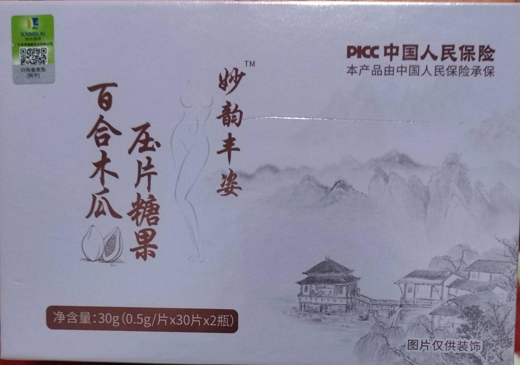 PICC 中国人民保险
本产品由中国人民保险承保
妙韵丰姿™
百合木瓜
压片糖果
净含量:30g(0.5g/片x30片x2瓶)
图片仅供装饰